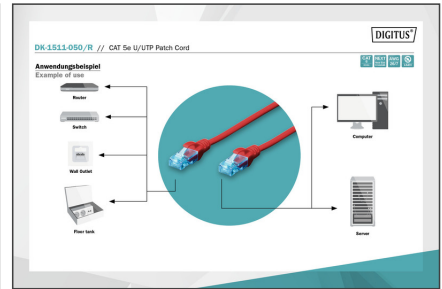 DIGITUS®
DK-1511-050/R // CAT 5e U/UTP Patch Cord
Anwendungsbeispiel
Example of use
CAT
Router
Switch
Wall Outlet
Floor tank
Computer
Server